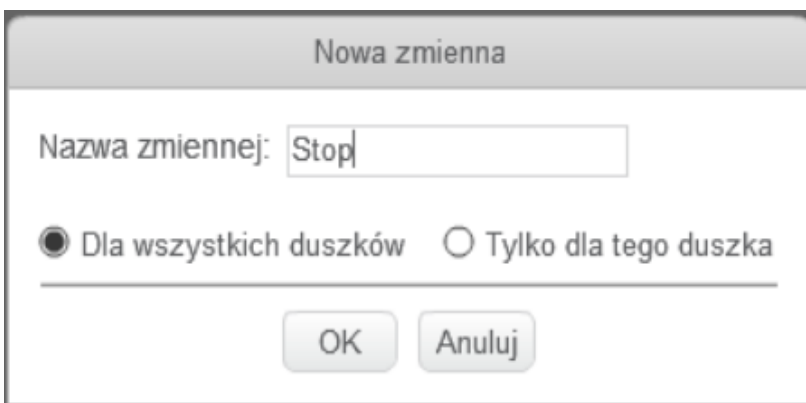 Nowa zmienna
Nazwa zmiennej: Stop
Dla wszystkich duszków Tylko dla tego duszka
OK Anuluj